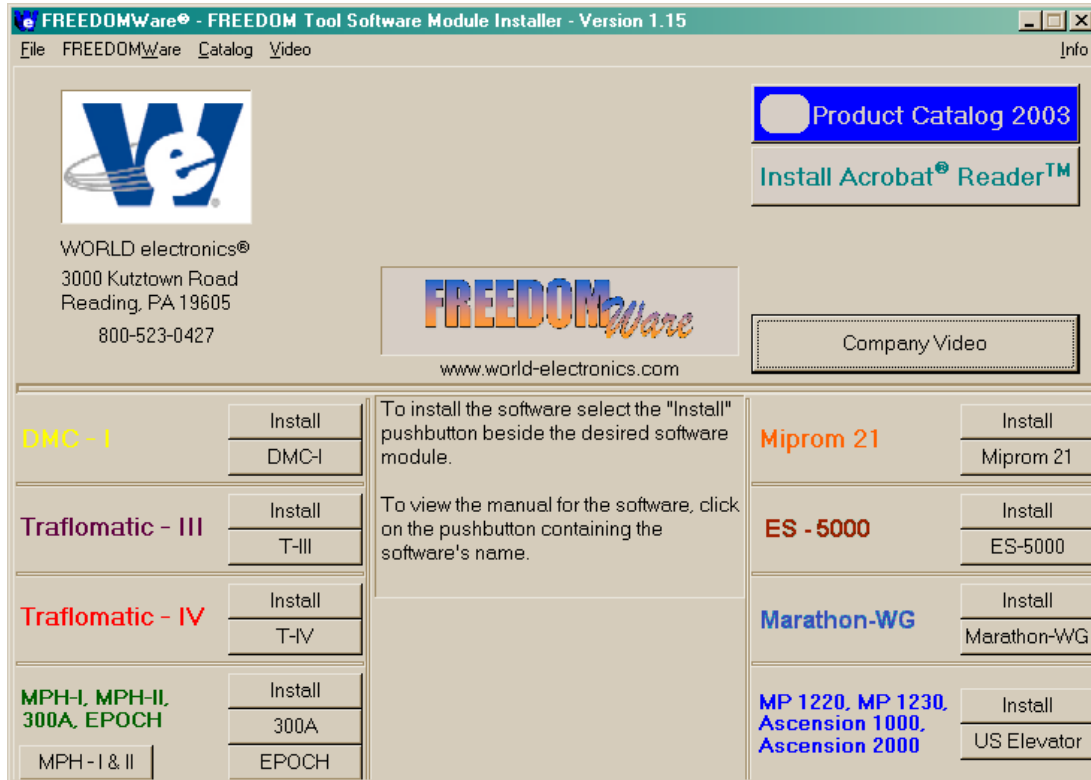 FREEDOMWare® - FREEDOM Tool Software Module Installer - Version 1.15
File FREEDOMWare Catalog Video Info
We
WORLD electronics®
3000 Kutztown Road
Reading, PA 19605
800-523-0427
FREEDOMWare
www.world-electronics.com
Product Catalog 2003
Install Acrobat® Reader™
Company Video
DMC - I
Install
DMC-I
Traflomatic - III
Install
T-III
Traflomatic - IV
Install
T-IV
MPH-I, MPH-II,
300A, EPOCH
MPH - I & II
Install
300A
EPOCH
To install the software select the "Install"
pushbutton beside the desired software
module.
To view the manual for the software, click
on the pushbutton containing the
software's name.
Miprom 21
Install
Miprom 21
ES - 5000
Install
ES-5000
Marathon-WG
Install
Marathon-WG
MP 1220, MP 1230,
Ascension 1000,
Ascension 2000
Install
US Elevator